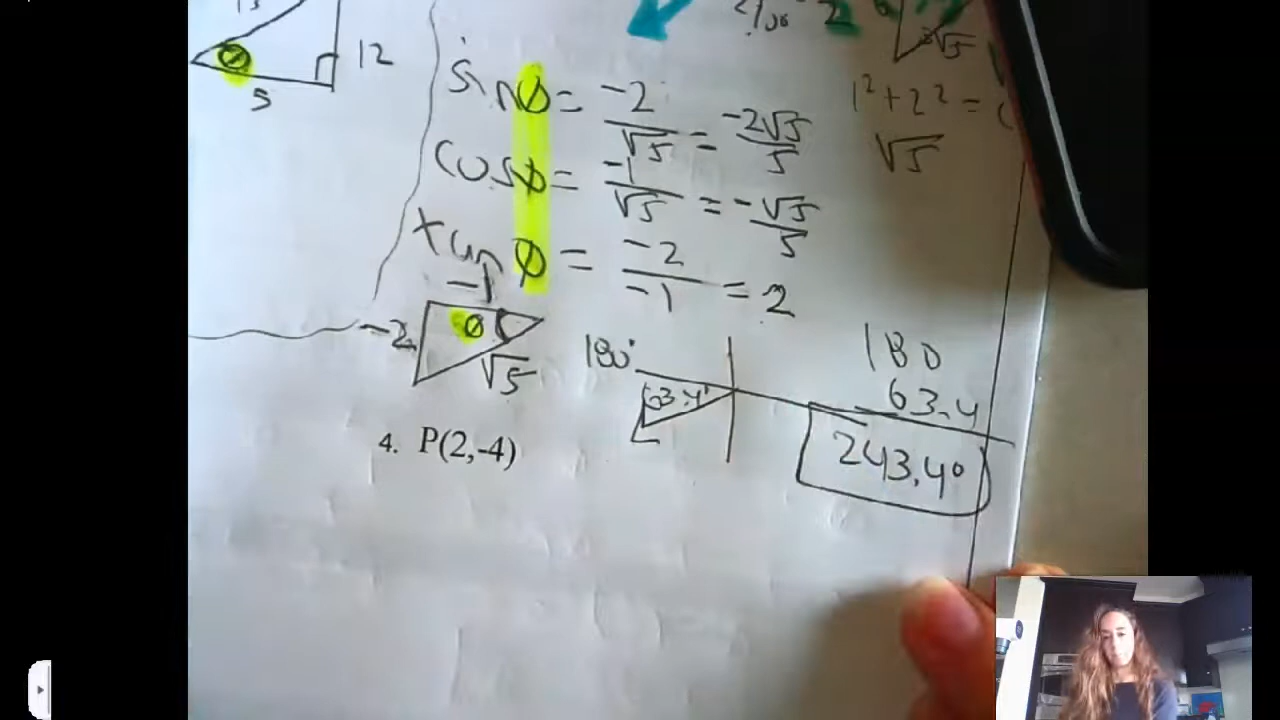 12
5
sin θ = -2/√5 = -2√5/5
cos θ = -1/√5 = -√5/5
tan θ = -2/-1 = 2
1² + 2² =
√5
-1
-2
θ
√5
180°
63.4°
180
63.4
243.4°
4. P(2,-4)